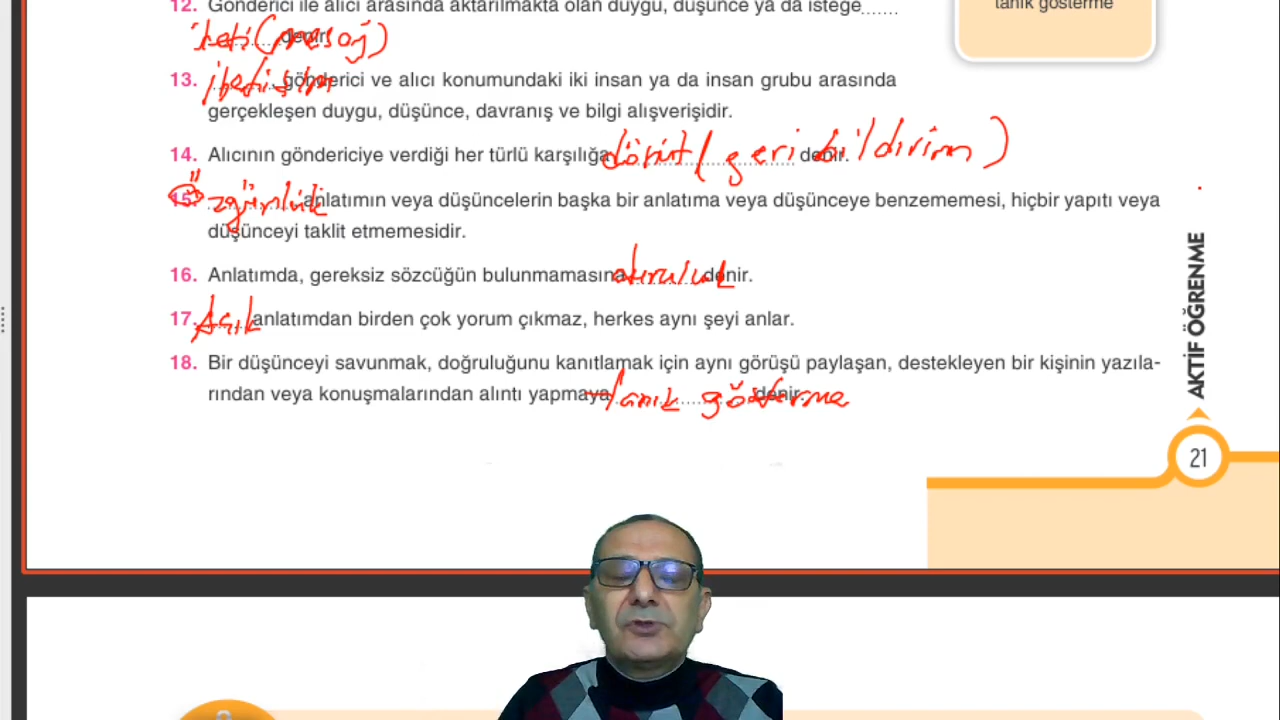 12. Gönderici ile alıcı arasında aktarılmakta olan duygu, düşünce ya da isteğe.......
ileti (mesaj) denir.
13. iletişim, gönderici ve alıcı konumundaki iki insan ya da insan grubu arasında
gerçekleşen duygu, düşünce, davranış ve bilgi alışverişidir.
14. Alıcının göndericiye verdiği her türlü karşılığa dönüt (geri bildirim) denir.
15. Özgünlük anlatımın veya düşüncelerin başka bir anlatıma veya düşünceye benzememesi, hiçbir yapıtı veya
düşünceyi taklit etmemesidir.
16. Anlatımda, gereksiz sözcüğün bulunmamasına duruluk denir.
17. Açık anlatımdan birden çok yorum çıkmaz, herkes aynı şeyi anlar.
18. Bir düşünceyi savunmak, doğruluğunu kanıtlamak için aynı görüşü paylaşan, destekleyen bir kişinin yazıla-
rından veya konuşmalarından alıntı yapmaya tanık gösterme denir.
tanık gösterme
AKTİF ÖĞRENME
21